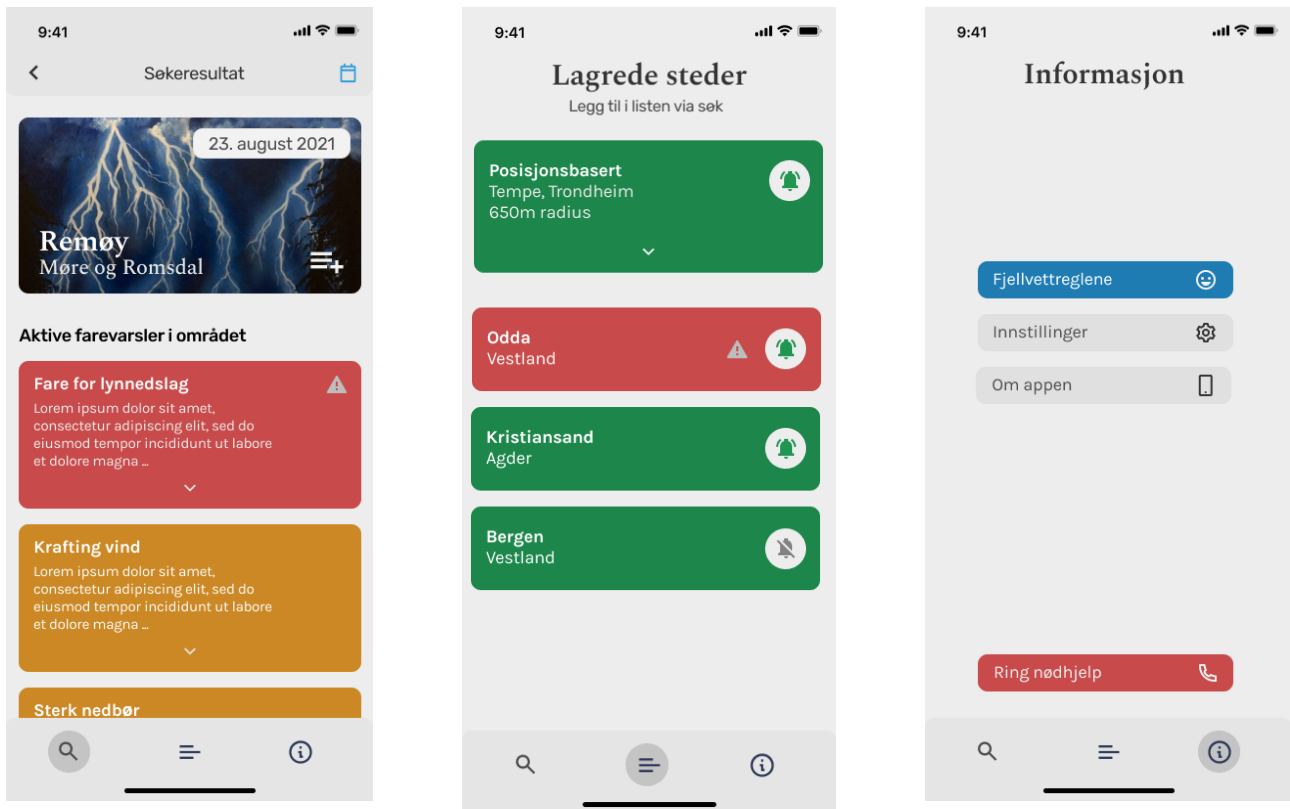 9:41
Søkeresultat
23. august 2021
Remøy
Møre og Romsdal
Aktive farevarsler i området
Fare for lynnedslag
Lorem ipsum dolor sit amet,
consectetur adipiscing elit, sed do
eiusmod tempor incididunt ut labore
et dolore magna ...
Krafting vind
Lorem ipsum dolor sit amet,
consectetur adipiscing elit, sed do
eiusmod tempor incididunt ut labore
et dolore magna ...
Sterk nedbør
9:41
Lagrede steder
Legg til i listen via søk
Posisjonsbasert
Tempe, Trondheim
650m radius
Odda
Vestland
Kristiansand
Agder
Bergen
Vestland
9:41
Informasjon
Fjellvettreglene
Innstillinger
Om appen
Ring nødhjelp